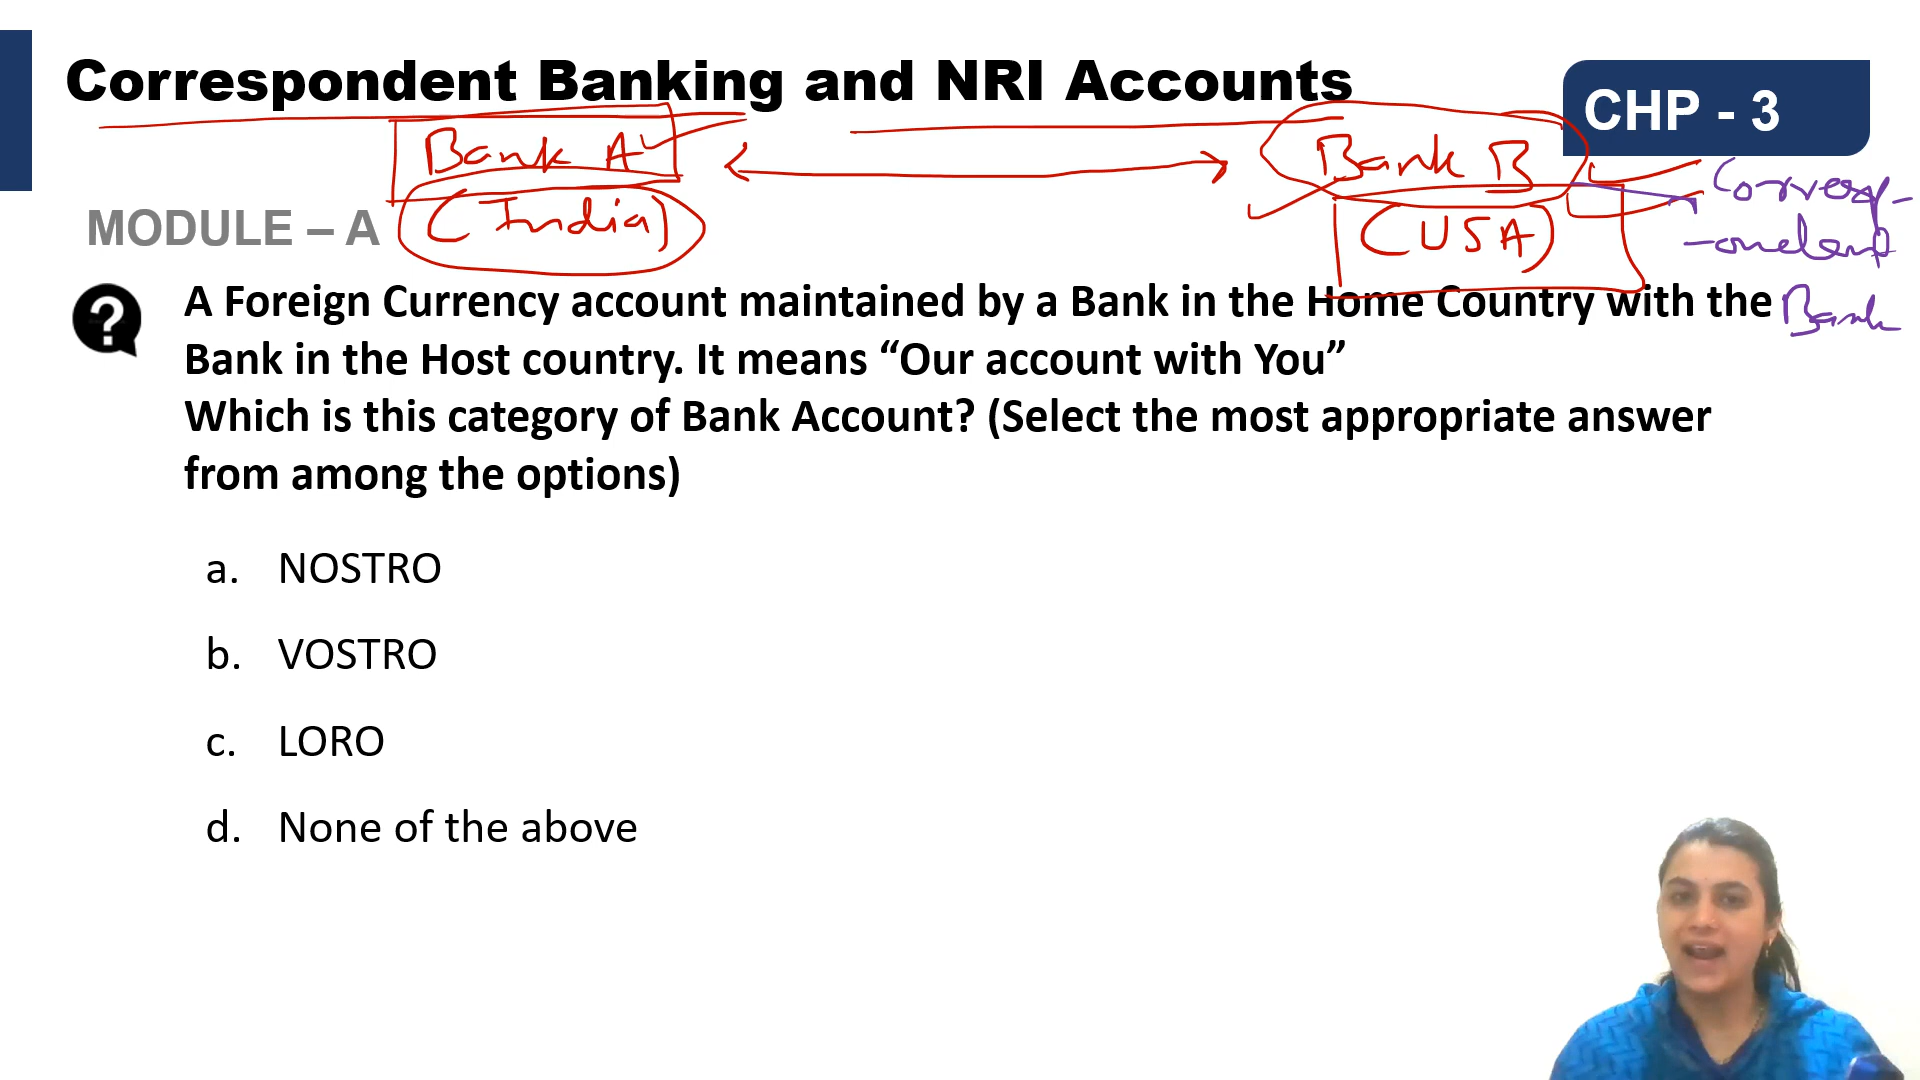 Correspondent Banking and NRI Accounts
CHP - 3
Bank A
Bank B
(India)
(USA)
Corresp-
-ondent
Bank
MODULE – A
A Foreign Currency account maintained by a Bank in the Home Country with the
Bank in the Host country. It means “Our account with You”
Which is this category of Bank Account? (Select the most appropriate answer
from among the options)
a. NOSTRO
b. VOSTRO
c. LORO
d. None of the above